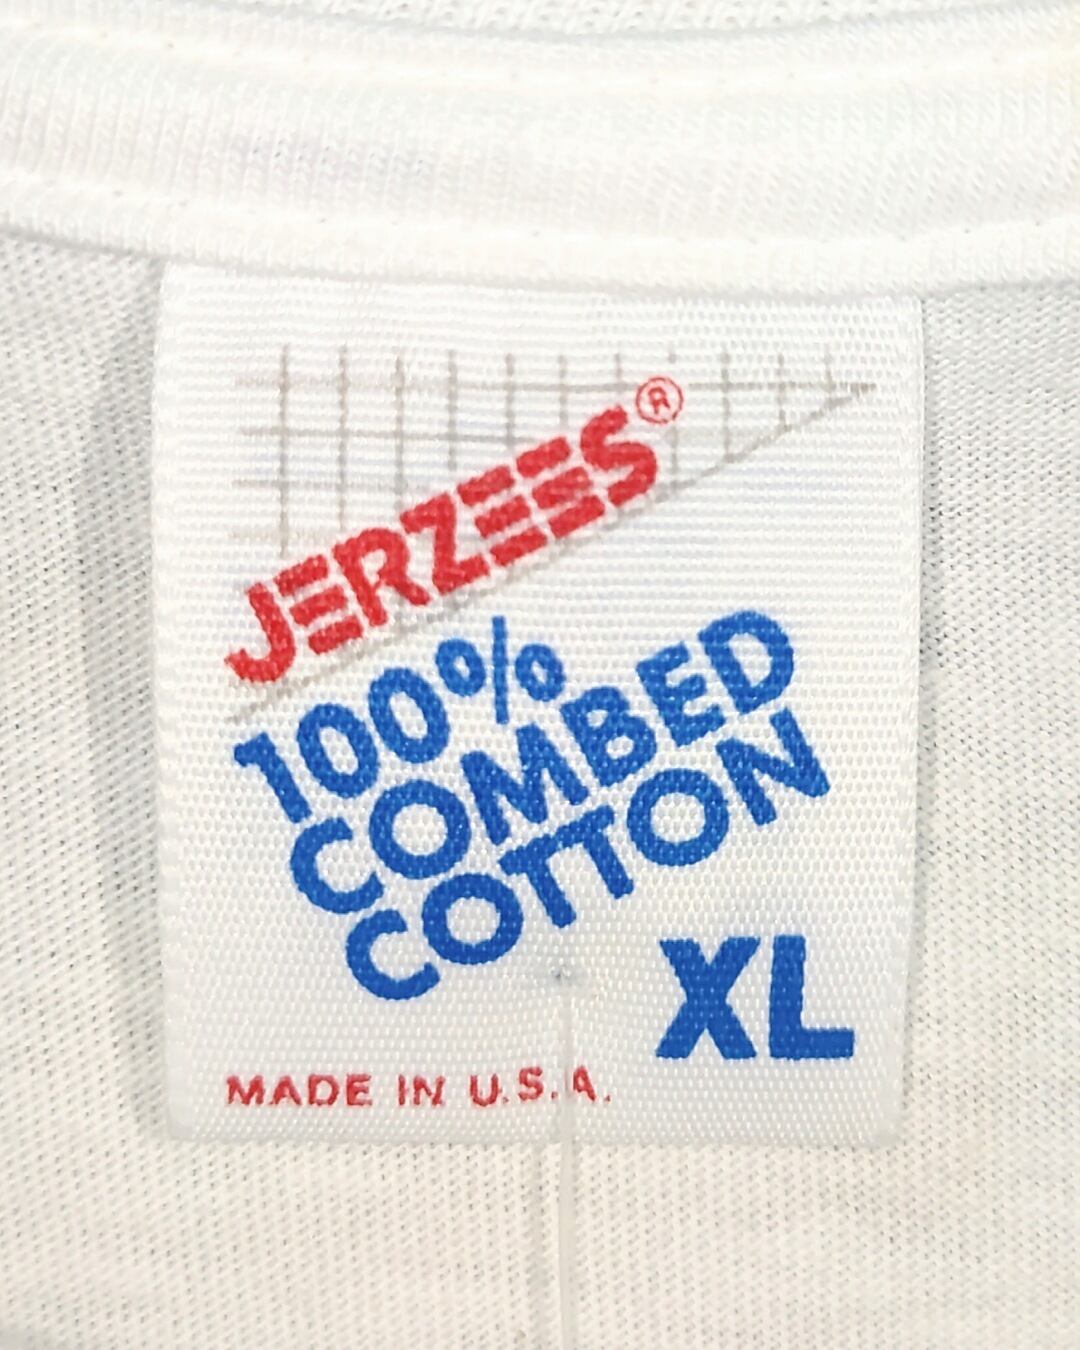 JERZEES®
100%
COMBED
COTTON
XL
MADE IN U.S.A.